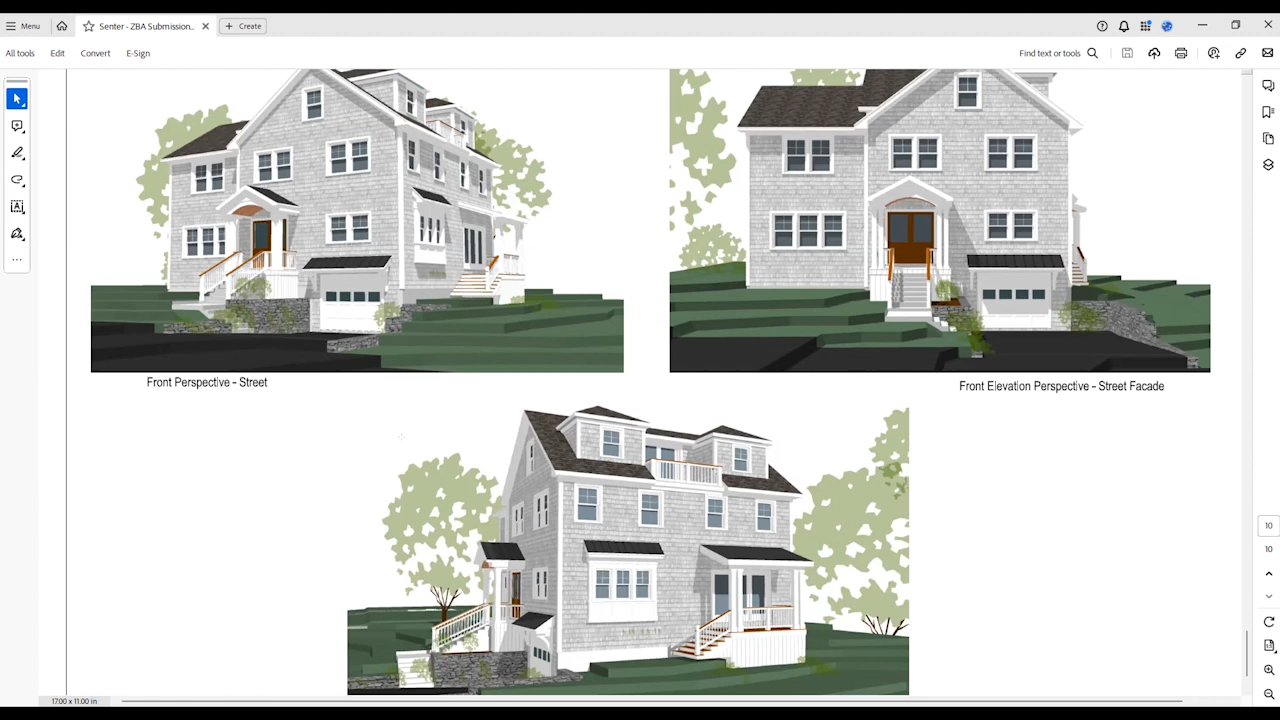 Menu
Senter - ZBA Submission...
Create
All tools
Edit
Convert
E-Sign
Find text or tools
Front Perspective - Street
Front Elevation Perspective - Street Facade
10
10
17.00 x 11.00 in